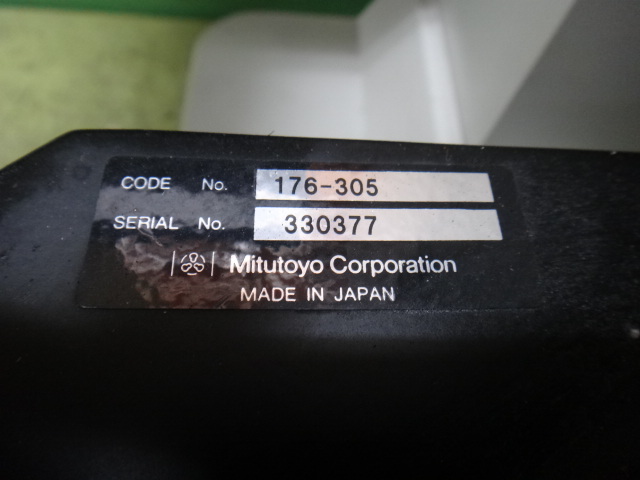 CODE No. 176-305
SERIAL No. 330377
Mitutoyo Corporation
MADE IN JAPAN